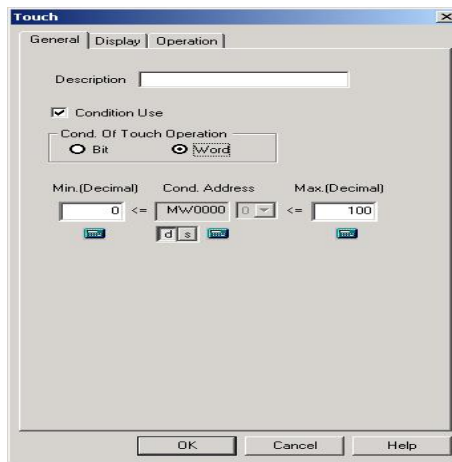 Touch
General Display Operation
Description
Condition Use
Cond. Of Touch Operation
Bit Word
Min.(Decimal) Cond. Address Max.(Decimal)
0 <= MW0000 0 <= 100
d s
OK Cancel Help